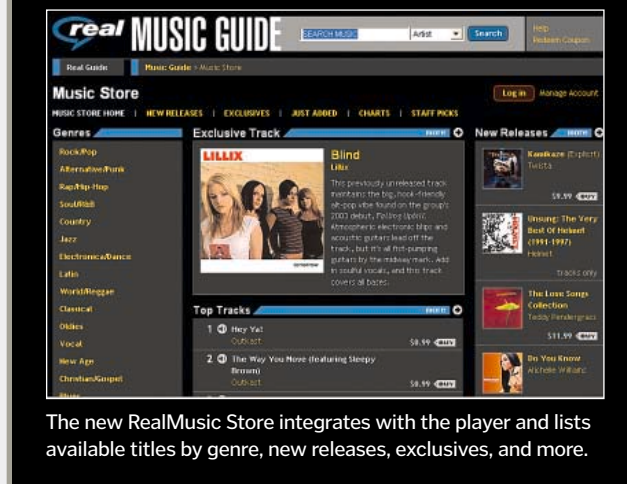 real MUSIC GUIDE
SEARCH MUSIC Artist Search
Help
Redeem Coupon
Real Guide Music Guide > Music Store
Music Store
Log in Manage Account
MUSIC STORE HOME | NEW RELEASES | EXCLUSIVES | JUST ADDED | CHARTS | STAFF PICKS
Genres
Rock/Pop
Alternative/Punk
Rap/Hip-Hop
Soul/R&B
Country
Jazz
Electronica/Dance
Latin
World/Reggae
Classical
Oldies
Vocal
New Age
Christian/Gospel
Blues
Exclusive Track more
LILLIX
Blind
Lillix
This previously unreleased track
maintains the big, hook-friendly
alt-pop vibe found on the group's
2003 debut, Falling Uphill.
Atmospheric electronic blips and
acoustic guitars lead off the
track, but it's all fist-pumping
guitars by the midway mark. Add
in soulful vocals, and this track
covers all bases.
Top Tracks more
1 Hey Ya!
Outkast $0.99 BUY
2 The Way You Move (featuring Sleepy
Brown)
Outkast $0.99 BUY
New Releases more
Kamikaze (Explicit)
Twista
$9.99 BUY
Unsung: The Very
Best Of Helmet
(1991-1997)
Helmet
tracks only
The Love Songs
Collection
Teddy Pendergrass
$11.99 BUY
Do You Know
Michelle Williams
The new RealMusic Store integrates with the player and lists
available titles by genre, new releases, exclusives, and more.